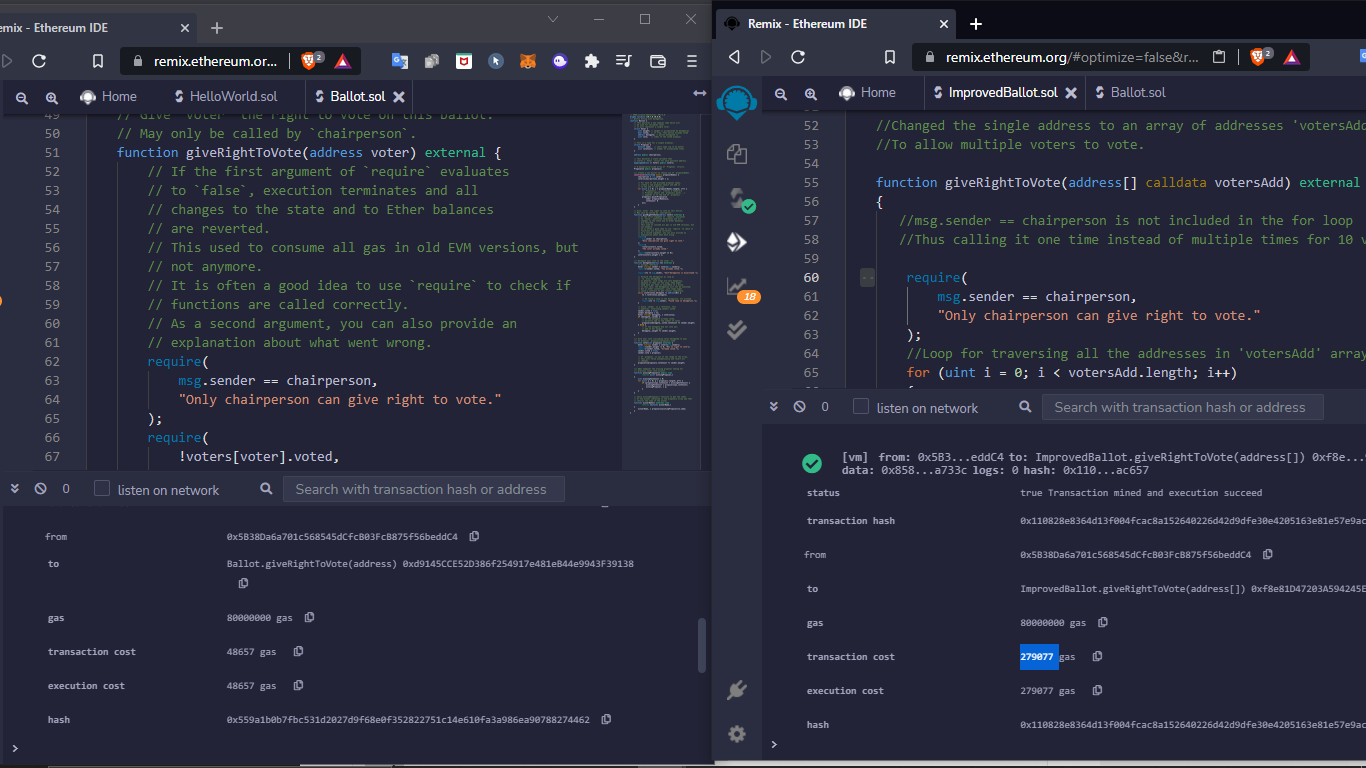 emix - Ethereum IDE
remix.ethereum.or...
2
Home
HelloWorld.sol
Ballot.sol
49 // Give `voter` the right to vote on this ballot.
50 // May only be called by `chairperson`.
51 function giveRightToVote(address voter) external {
52 // If the first argument of `require` evaluates
53 // to `false`, execution terminates and all
54 // changes to the state and to Ether balances
55 // are reverted.
56 // This used to consume all gas in old EVM versions, but
57 // not anymore.
58 // It is often a good idea to use `require` to check if
59 // functions are called correctly.
60 // As a second argument, you can also provide an
61 // explanation about what went wrong.
62 require(
63 msg.sender == chairperson,
64 "Only chairperson can give right to vote."
65 );
66 require(
67 !voters[voter].voted,
0
listen on network
Search with transaction hash or address
from 0x5B38Da6a701c568545dCfcB03FcB875f56beddC4
to Ballot.giveRightToVote(address) 0xd9145CCE52D386f254917e481eB44e9943F39138
gas 80000000 gas
transaction cost 48657 gas
execution cost 48657 gas
hash 0x559a1b0b7fbc531d2027d9f68e0f352822751c14e610fa3a986ea90788274462
>
Remix - Ethereum IDE
remix.ethereum.org/#optimize=false&r...
2
Home
ImprovedBallot.sol
Ballot.sol
52 //Changed the single address to an array of addresses 'votersAdd
53 //To allow multiple voters to vote.
54
55 function giveRightToVote(address[] calldata votersAdd) external
56 {
57 //msg.sender == chairperson is not included in the for loop
58 //Thus calling it one time instead of multiple times for 10 v
59
60 require(
61 msg.sender == chairperson,
62 "Only chairperson can give right to vote."
63 );
64 //Loop for traversing all the addresses in 'votersAdd' array
65 for (uint i = 0; i < votersAdd.length; i++)
18
0
listen on network
Search with transaction hash or address
[vm] from: 0x5B3...eddC4 to: ImprovedBallot.giveRightToVote(address[]) 0xf8e...9
data: 0x858...a733c logs: 0 hash: 0x110...ac657
status true Transaction mined and execution succeed
transaction hash 0x110828e8364d13f004fcac8a152640226d42d9dfe30e4205163e81e57e9ac
from 0x5B38Da6a701c568545dCfcB03FcB875f56beddC4
to ImprovedBallot.giveRightToVote(address[]) 0xf8e81D47203A594245E
gas 80000000 gas
transaction cost 279077 gas
execution cost 279077 gas
hash 0x110828e8364d13f004fcac8a152640226d42d9dfe30e4205163e81e57e9ac
>